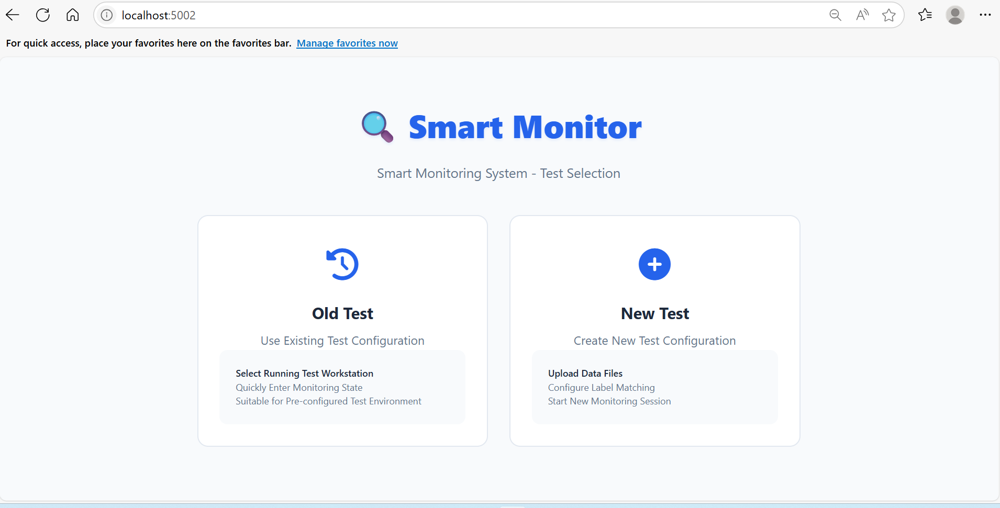 localhost:5002
For quick access, place your favorites here on the favorites bar. Manage favorites now
Smart Monitor
Smart Monitoring System - Test Selection
Old Test
Use Existing Test Configuration
Select Running Test Workstation
Quickly Enter Monitoring State
Suitable for Pre-configured Test Environment
New Test
Create New Test Configuration
Upload Data Files
Configure Label Matching
Start New Monitoring Session